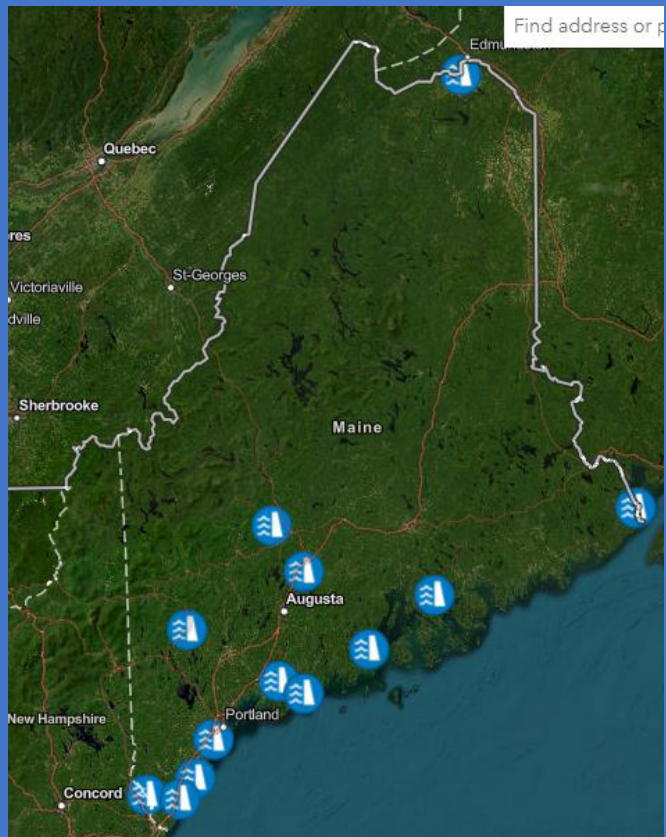 Find address or p
Edmundston
Quebec
res
St-Georges
Victoriaville
dville
Sherbrooke
Maine
Augusta
Portland
New Hampshire
Concord